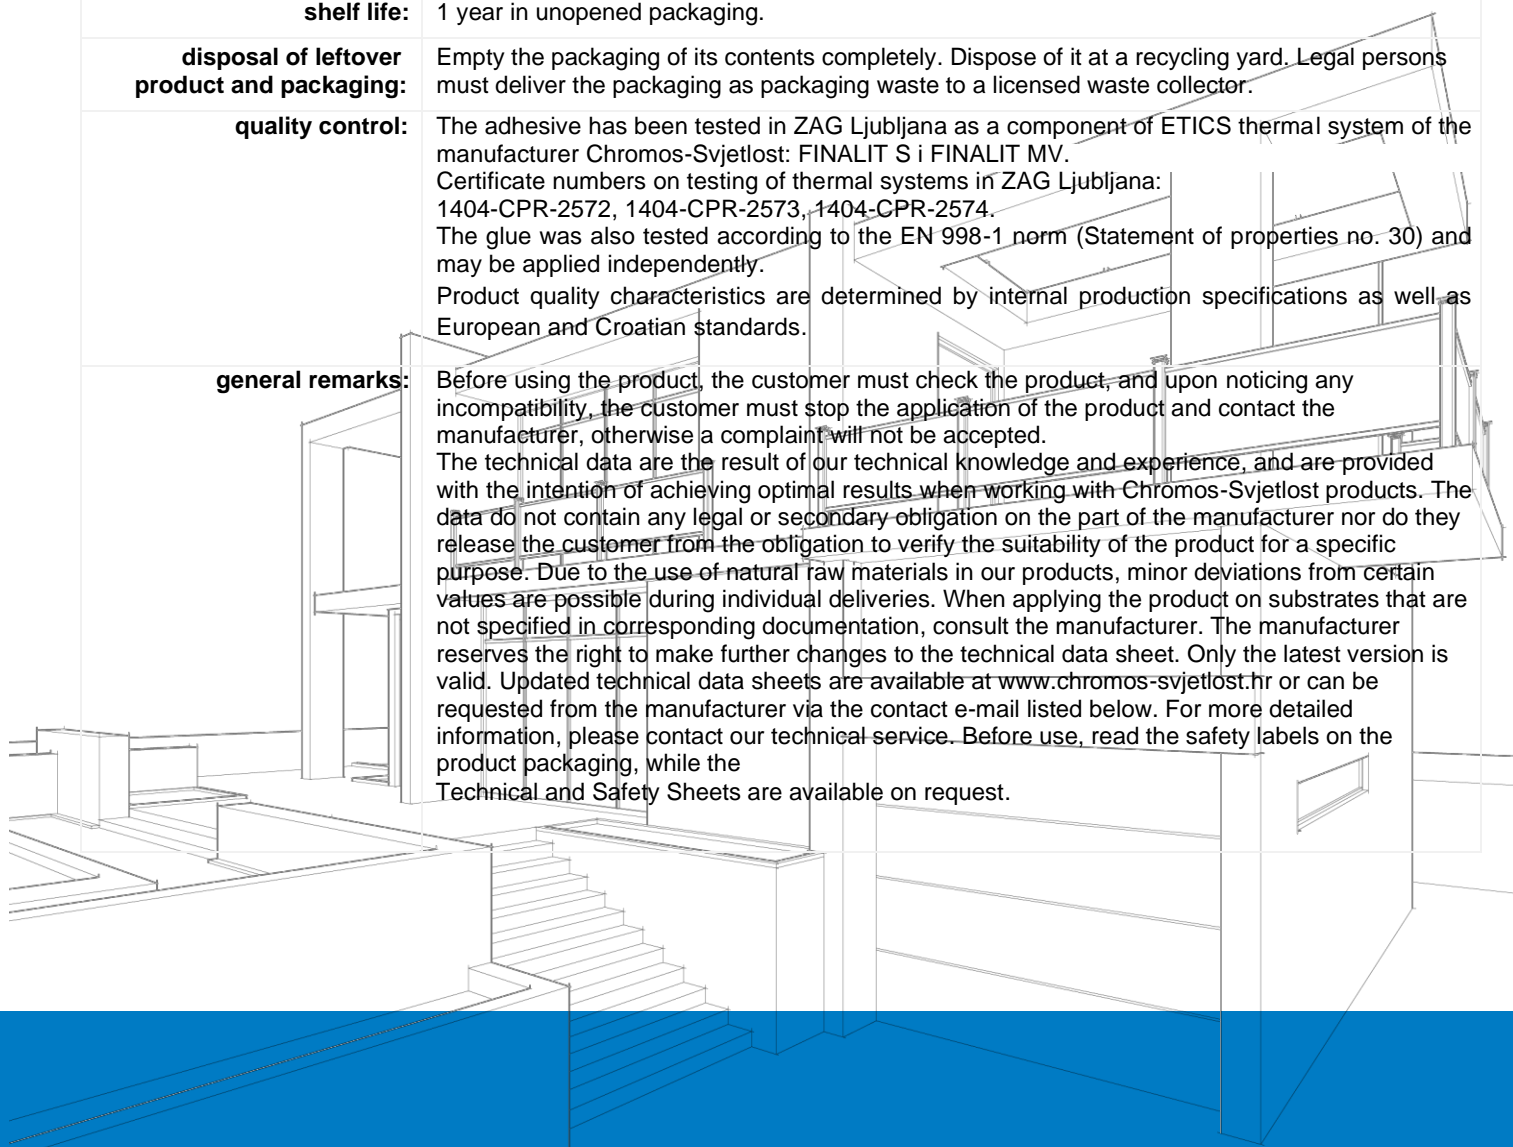 shelf life: 1 year in unopened packaging.
disposal of leftover product and packaging:
Empty the packaging of its contents completely. Dispose of it at a recycling yard. Legal persons
must deliver the packaging as packaging waste to a licensed waste collector.
quality control: The adhesive has been tested in ZAG Ljubljana as a component of ETICS thermal system of the
manufacturer Chromos-Svjetlost: FINALIT S i FINALIT MV.
Certificate numbers on testing of thermal systems in ZAG Ljubljana:
1404-CPR-2572, 1404-CPR-2573, 1404-CPR-2574.
The glue was also tested according to the EN 998-1 norm (Statement of properties no. 30) and
may be applied independently.
Product quality characteristics are determined by internal production specifications as well as
European and Croatian standards.
general remarks: Before using the product, the customer must check the product, and upon noticing any
incompatibility, the customer must stop the application of the product and contact the
manufacturer, otherwise a complaint will not be accepted.
The technical data are the result of our technical knowledge and experience, and are provided
with the intention of achieving optimal results when working with Chromos-Svjetlost products. The
data do not contain any legal or secondary obligation on the part of the manufacturer nor do they
release the customer from the obligation to verify the suitability of the product for a specific
purpose. Due to the use of natural raw materials in our products, minor deviations from certain
values are possible during individual deliveries. When applying the product on substrates that are
not specified in corresponding documentation, consult the manufacturer. The manufacturer
reserves the right to make further changes to the technical data sheet. Only the latest version is
valid. Updated technical data sheets are available at www.chromos-svjetlost.hr or can be
requested from the manufacturer via the contact e-mail listed below. For more detailed
information, please contact our technical service. Before use, read the safety labels on the
product packaging, while the
Technical and Safety Sheets are available on request.